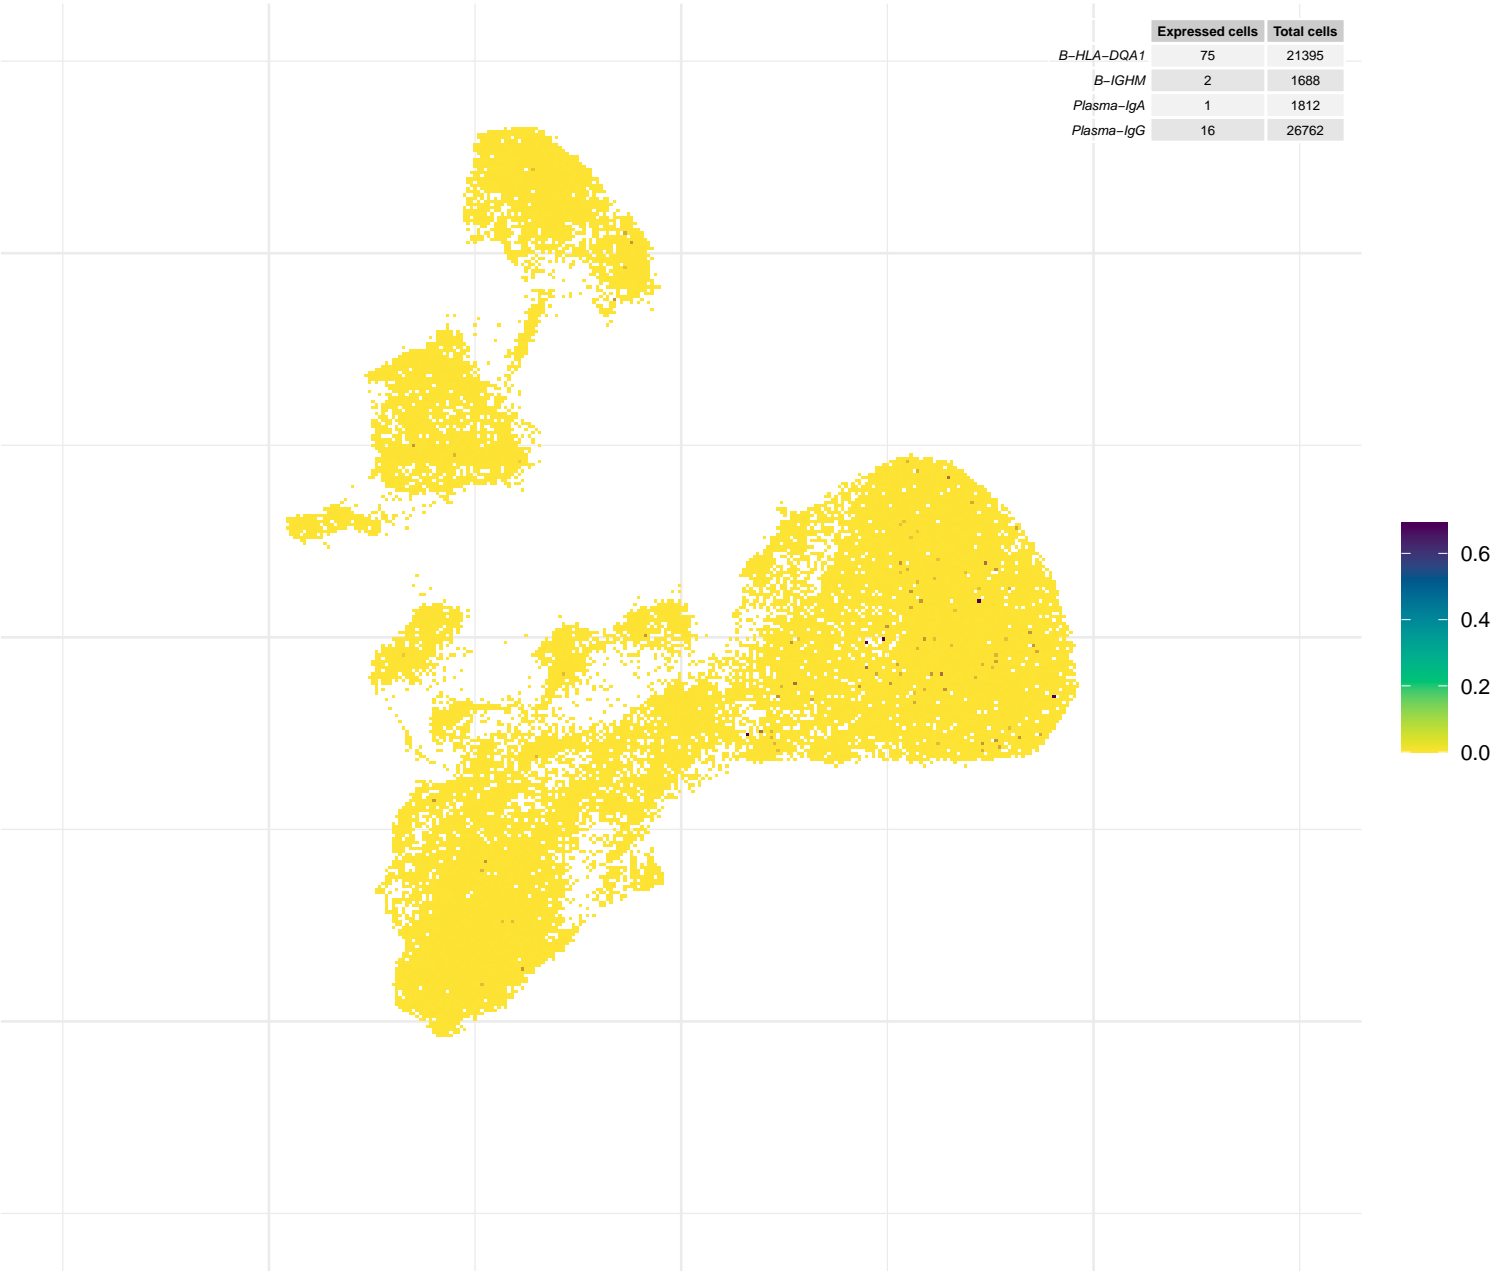 Expressed cells Total cells
B−HLA−DQA1 75 21395
B−IGHM 2 1688
Plasma−IgA 1 1812
Plasma−IgG 16 26762
0.6
0.4
0.2
0.0